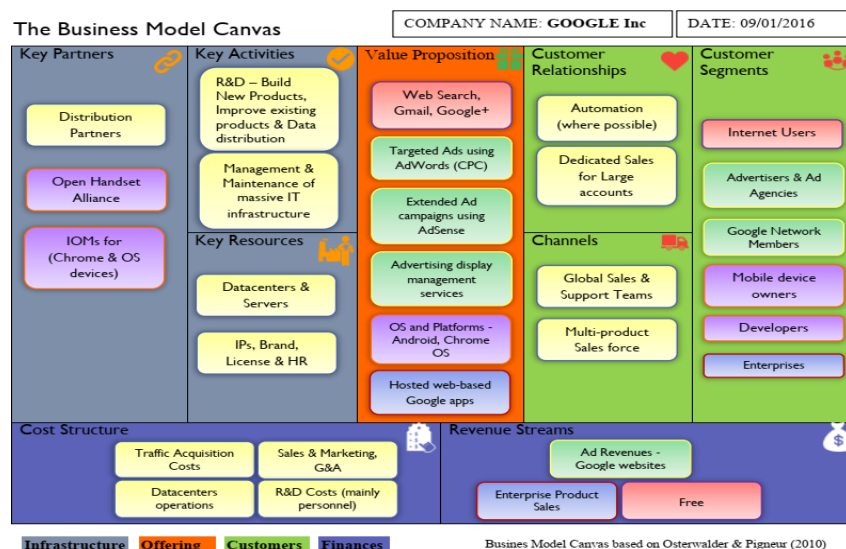 The Business Model Canvas
COMPANY NAME: GOOGLE Inc
DATE: 09/01/2016
Key Partners
Distribution
Partners
Open Handset
Alliance
IOMs for
(Chrome & OS
devices)
Key Activities
R&D – Build
New Products,
Improve existing
products & Data
distribution
Management &
Maintenance of
massive IT
infrastructure
Key Resources
Datacenters &
Servers
IPs, Brand,
License & HR
Value Proposition
Web Search,
Gmail, Google+
Targeted Ads using
AdWords (CPC)
Extended Ad
campaigns using
AdSense
Advertising display
management
services
OS and Platforms -
Android, Chrome
OS
Hosted web-based
Google apps
Customer
Relationships
Automation
(where possible)
Dedicated Sales
for Large
accounts
Channels
Global Sales &
Support Teams
Multi-product
Sales force
Customer
Segments
Internet Users
Advertisers & Ad
Agencies
Google Network
Members
Mobile device
owners
Developers
Enterprises
Cost Structure
Traffic Acquisition
Costs
Sales & Marketing,
G&A
Datacenters
operations
R&D Costs (mainly
personnel)
Revenue Streams
Ad Revenues -
Google websites
Enterprise Product
Sales
Free
$
Infrastructure Offering Customers Finances
Busines Model Canvas based on Osterwalder & Pigneur (2010)